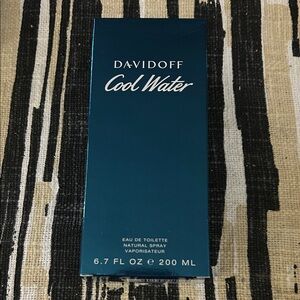 DAVIDOFF
Cool Water
EAU DE TOILETTE
NATURAL SPRAY
VAPORISATEUR
6.7 FL OZ ℮ 200 ML